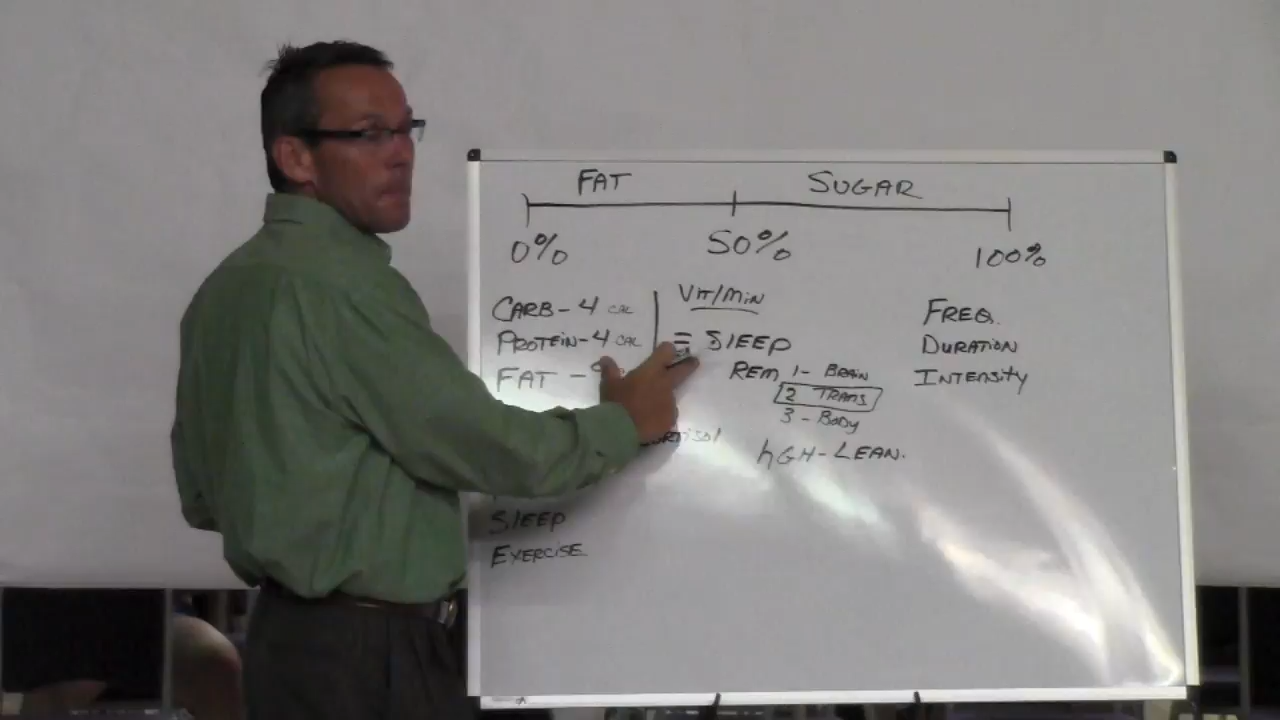 FAT SUGAR
0% 50% 100%
CARB - 4 CAL
PROTEIN - 4 CAL
FAT - 9
VIT/MIN
= SLEEP
REM 1 - BRAIN
2 TRANS
3 - BODY
hGH - LEAN.
SLEEP
EXERCISE
FREQ.
DURATION
INTENSITY